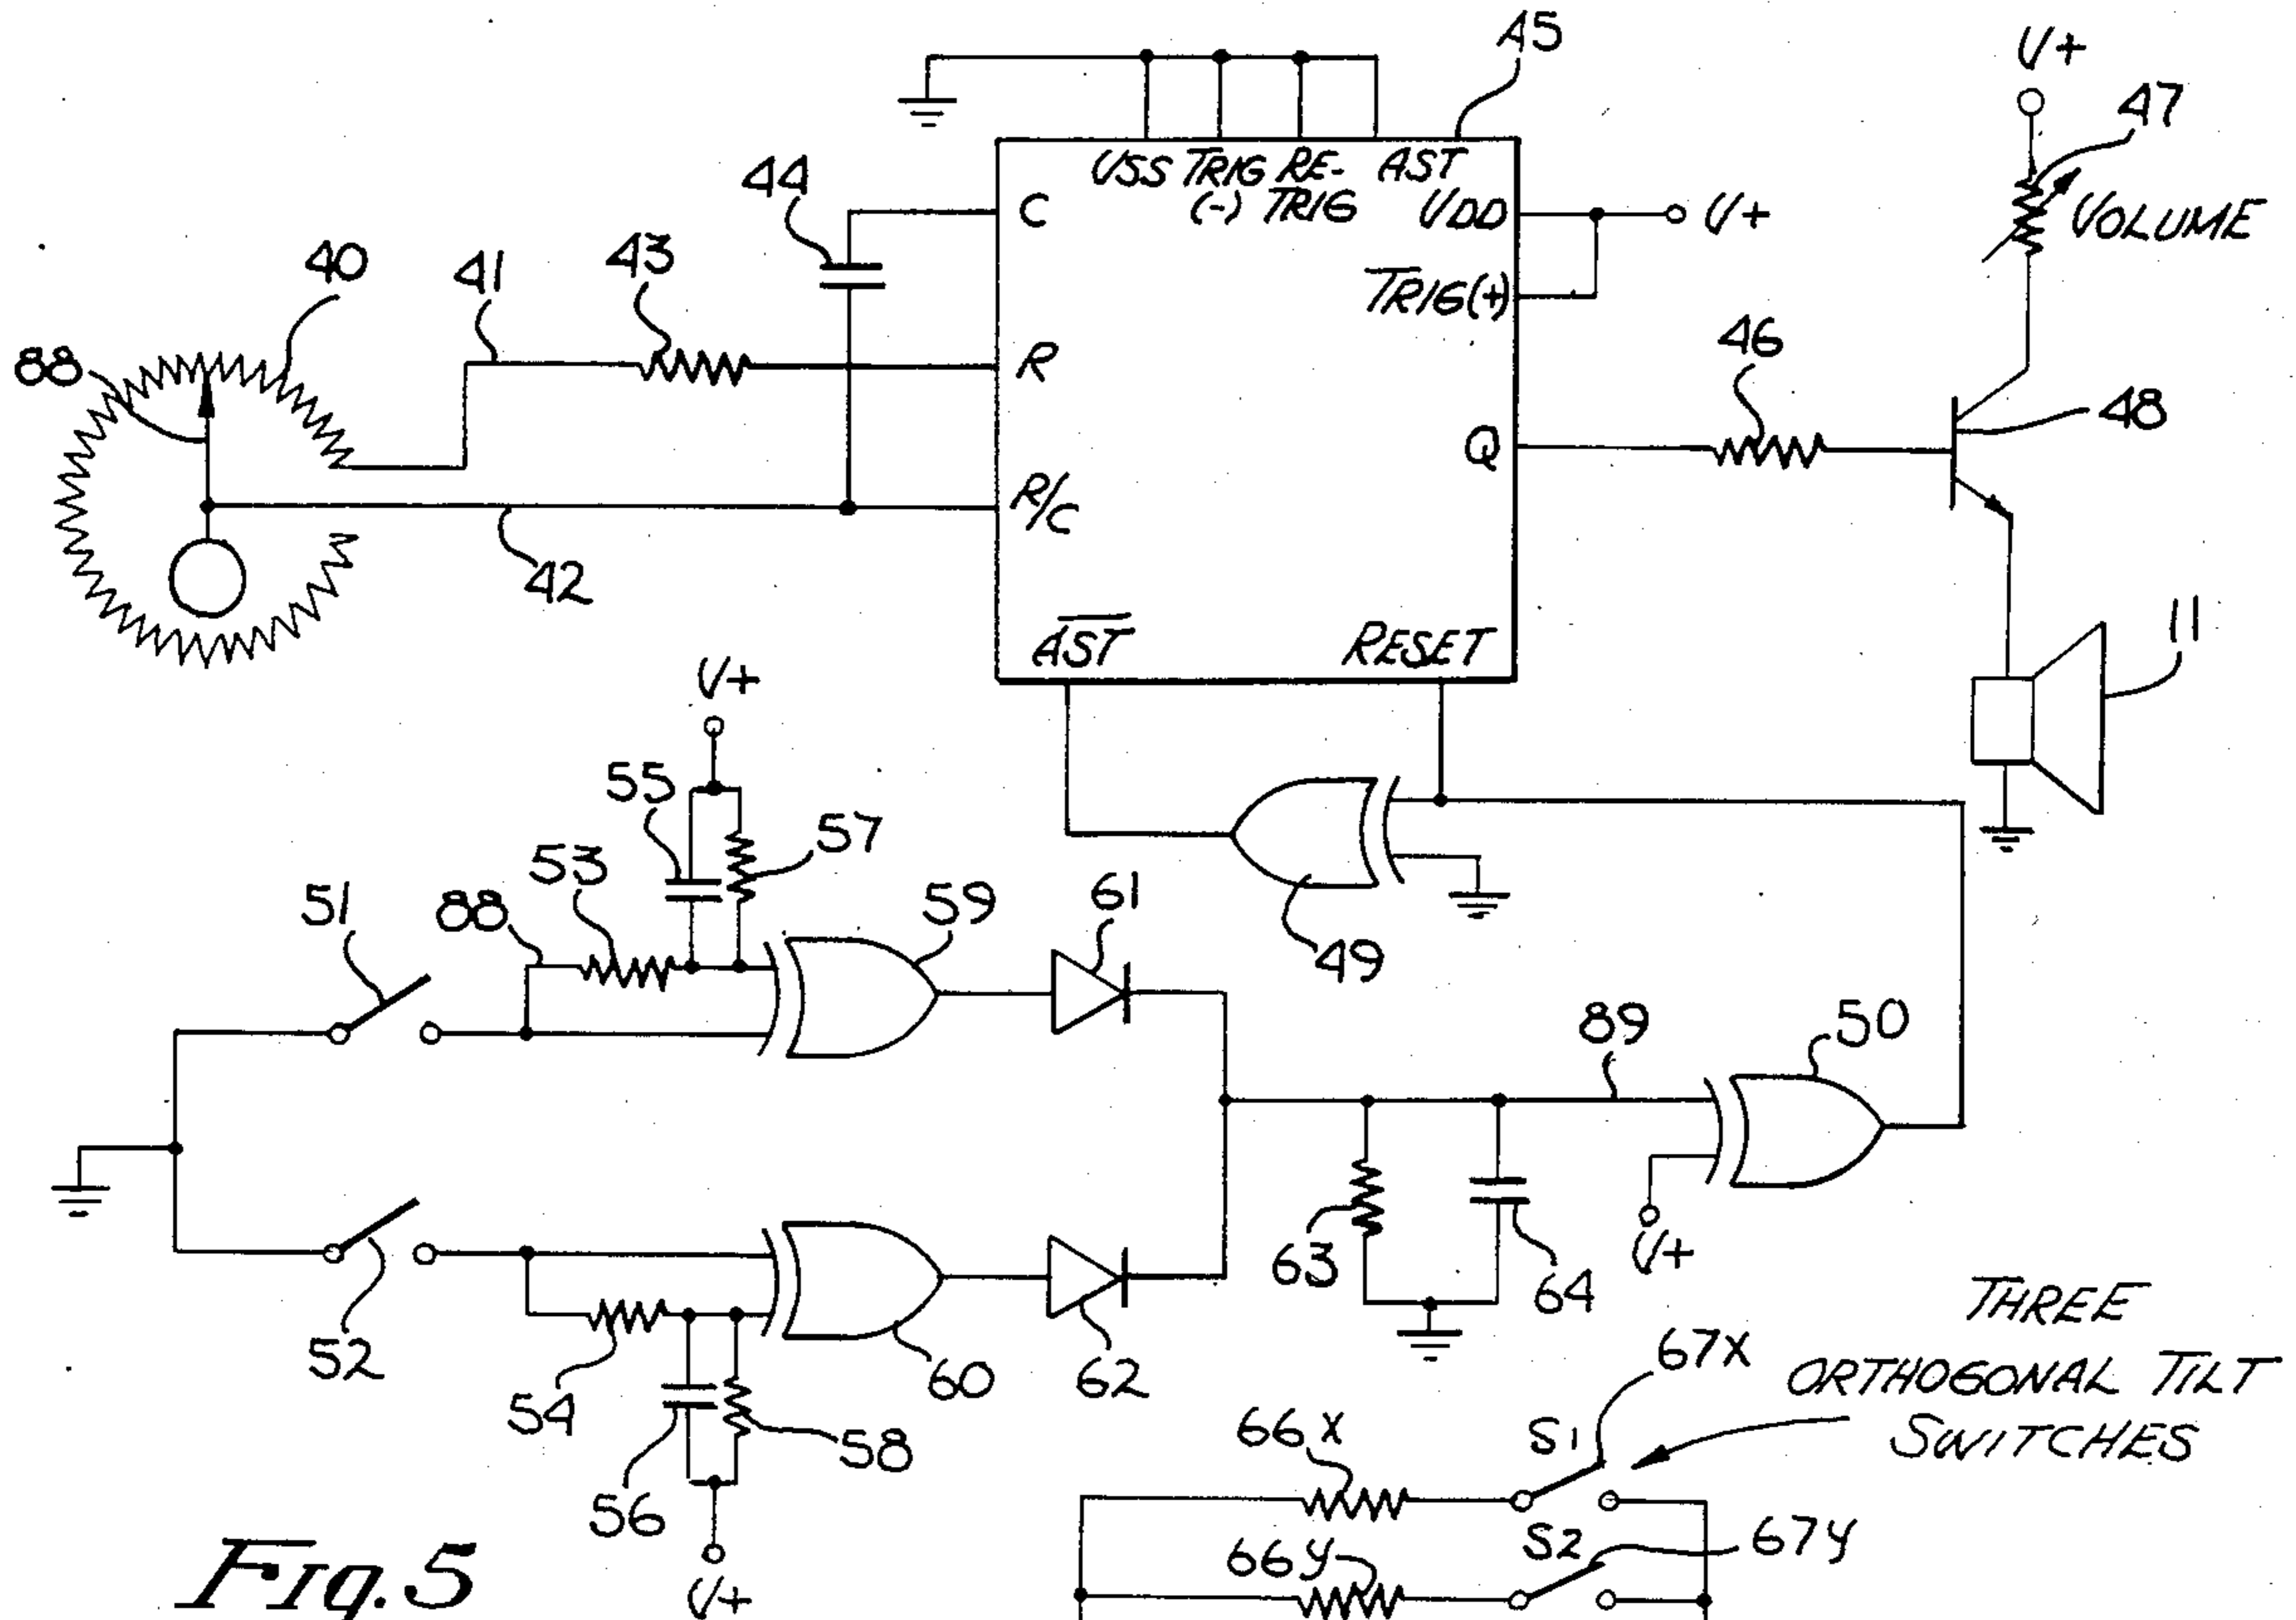 A5
V+
47
VOLUME
USS TRIG RE- AST
(-) TRIG
C
VDD
V+
44
40
41
43
R
TRIG(+)
46
88
48
Q
R/C
42
AST
RESET
11
V+
55
57
53
88
59
61
51
49
89
50
63
64
V+
52
54
60
62
56
58
V+
THREE
ORTHOGONAL TILT
SWITCHES
67X
66X
S1
S2
67Y
66Y
Fig. 5